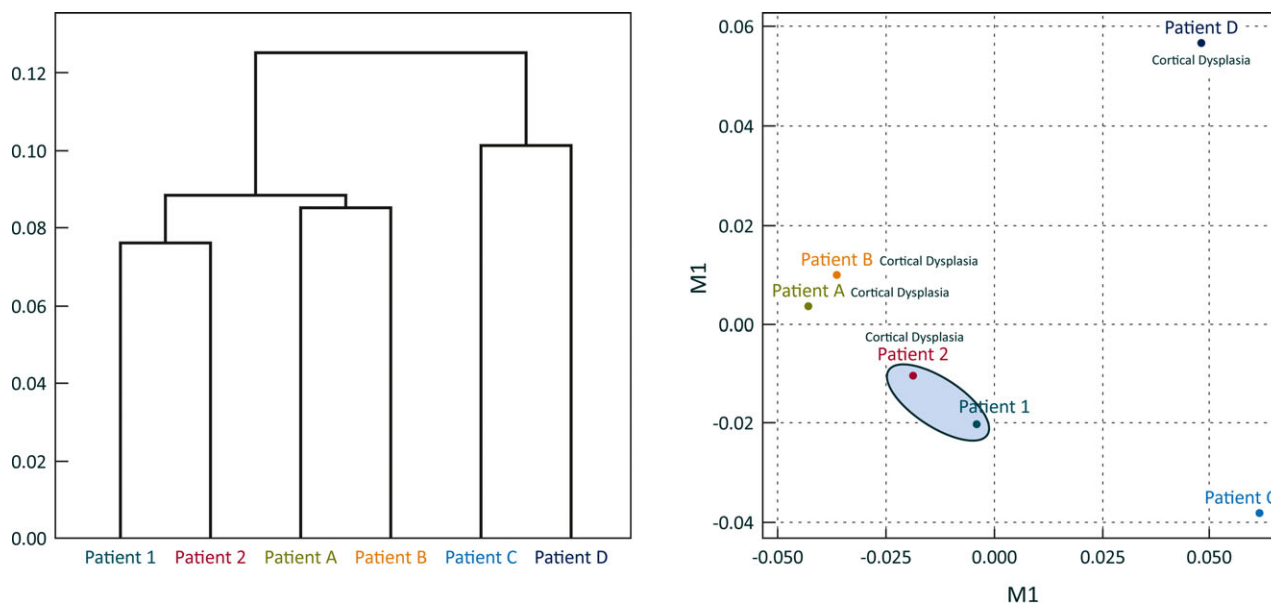 0.12
0.10
0.08
0.06
0.04
0.02
0.00
Patient 1 Patient 2 Patient A Patient B Patient C Patient D
0.06
0.04
0.02
0.00
-0.02
-0.04
M1
Patient D
Cortical Dysplasia
Patient B Cortical Dysplasia
Patient A Cortical Dysplasia
Cortical Dysplasia
Patient 2
Patient 1
Patient C
-0.050 -0.025 0.000 0.025 0.050
M1